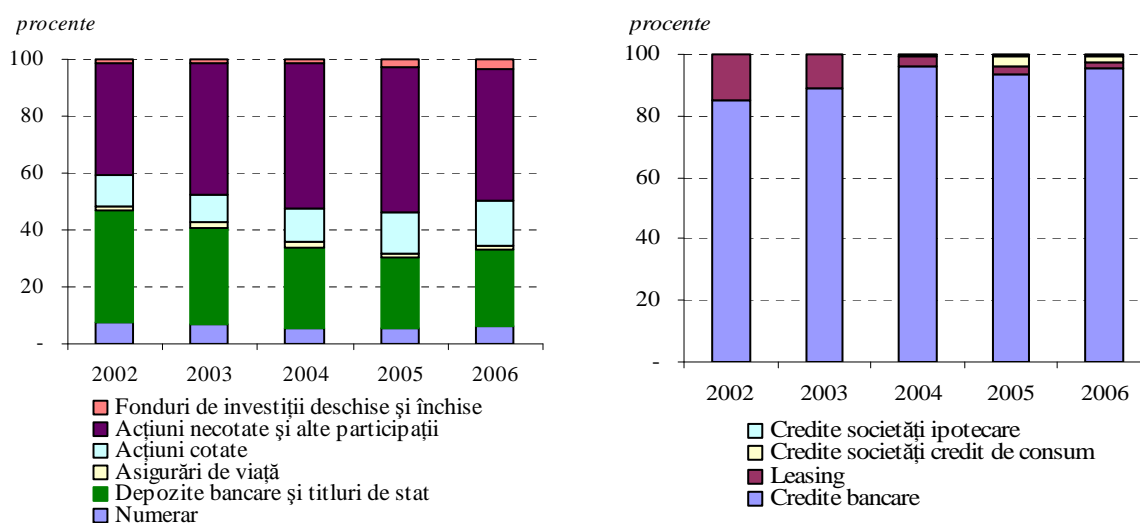 procente
100
80
60
40
20
-
2002 2003 2004 2005 2006
Fonduri de investiții deschise și închise
Acțiuni necotate și alte participații
Acțiuni cotate
Asigurări de viață
Depozite bancare și titluri de stat
Numerar
procente
100
80
60
40
20
-
2002 2003 2004 2005 2006
Credite societăți ipotecare
Credite societăți credit de consum
Leasing
Credite bancare